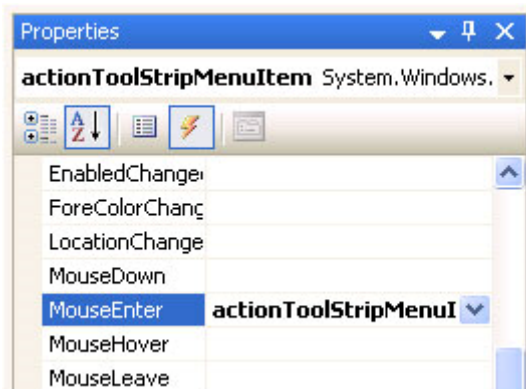 Properties
actionToolStripMenuItem System.Windows.
A
Z
EnabledChange
ForeColorChang
LocationChange
MouseDown
MouseEnter actionToolStripMenuI
MouseHover
MouseLeave